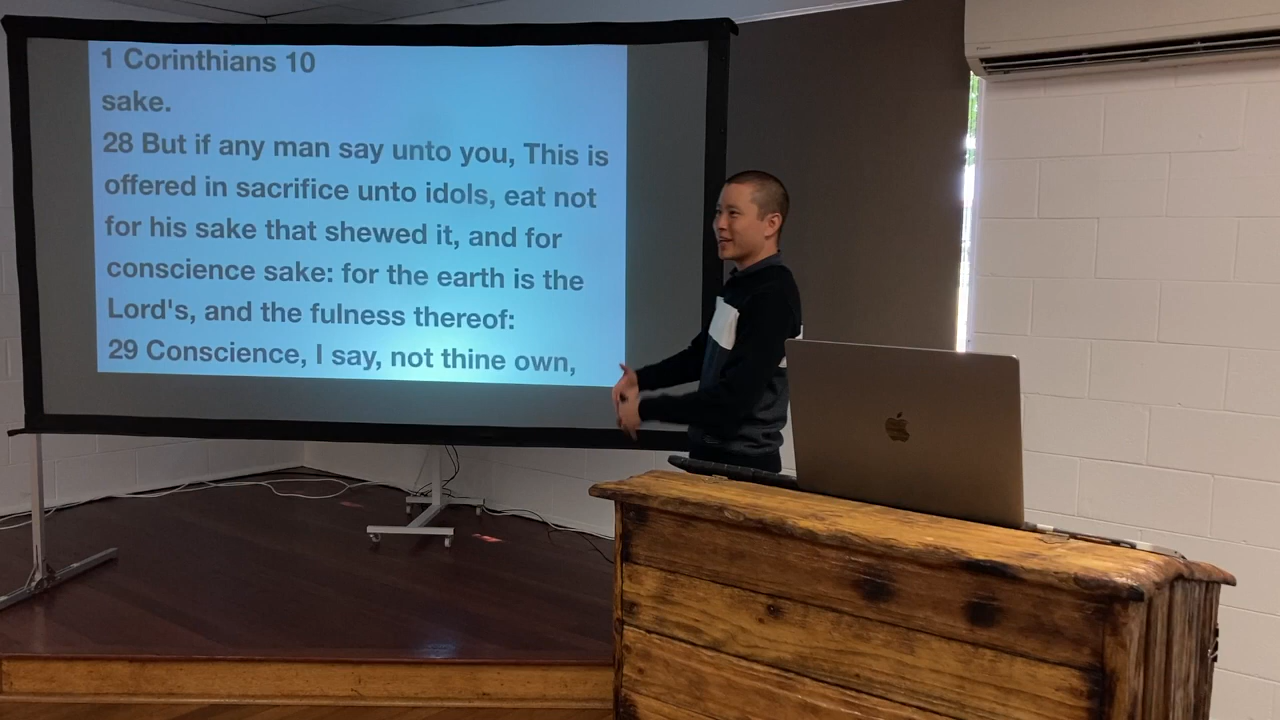 1 Corinthians 10
sake.
28 But if any man say unto you, This is
offered in sacrifice unto idols, eat not
for his sake that shewed it, and for
conscience sake: for the earth is the
Lord's, and the fulness thereof:
29 Conscience, I say, not thine own,